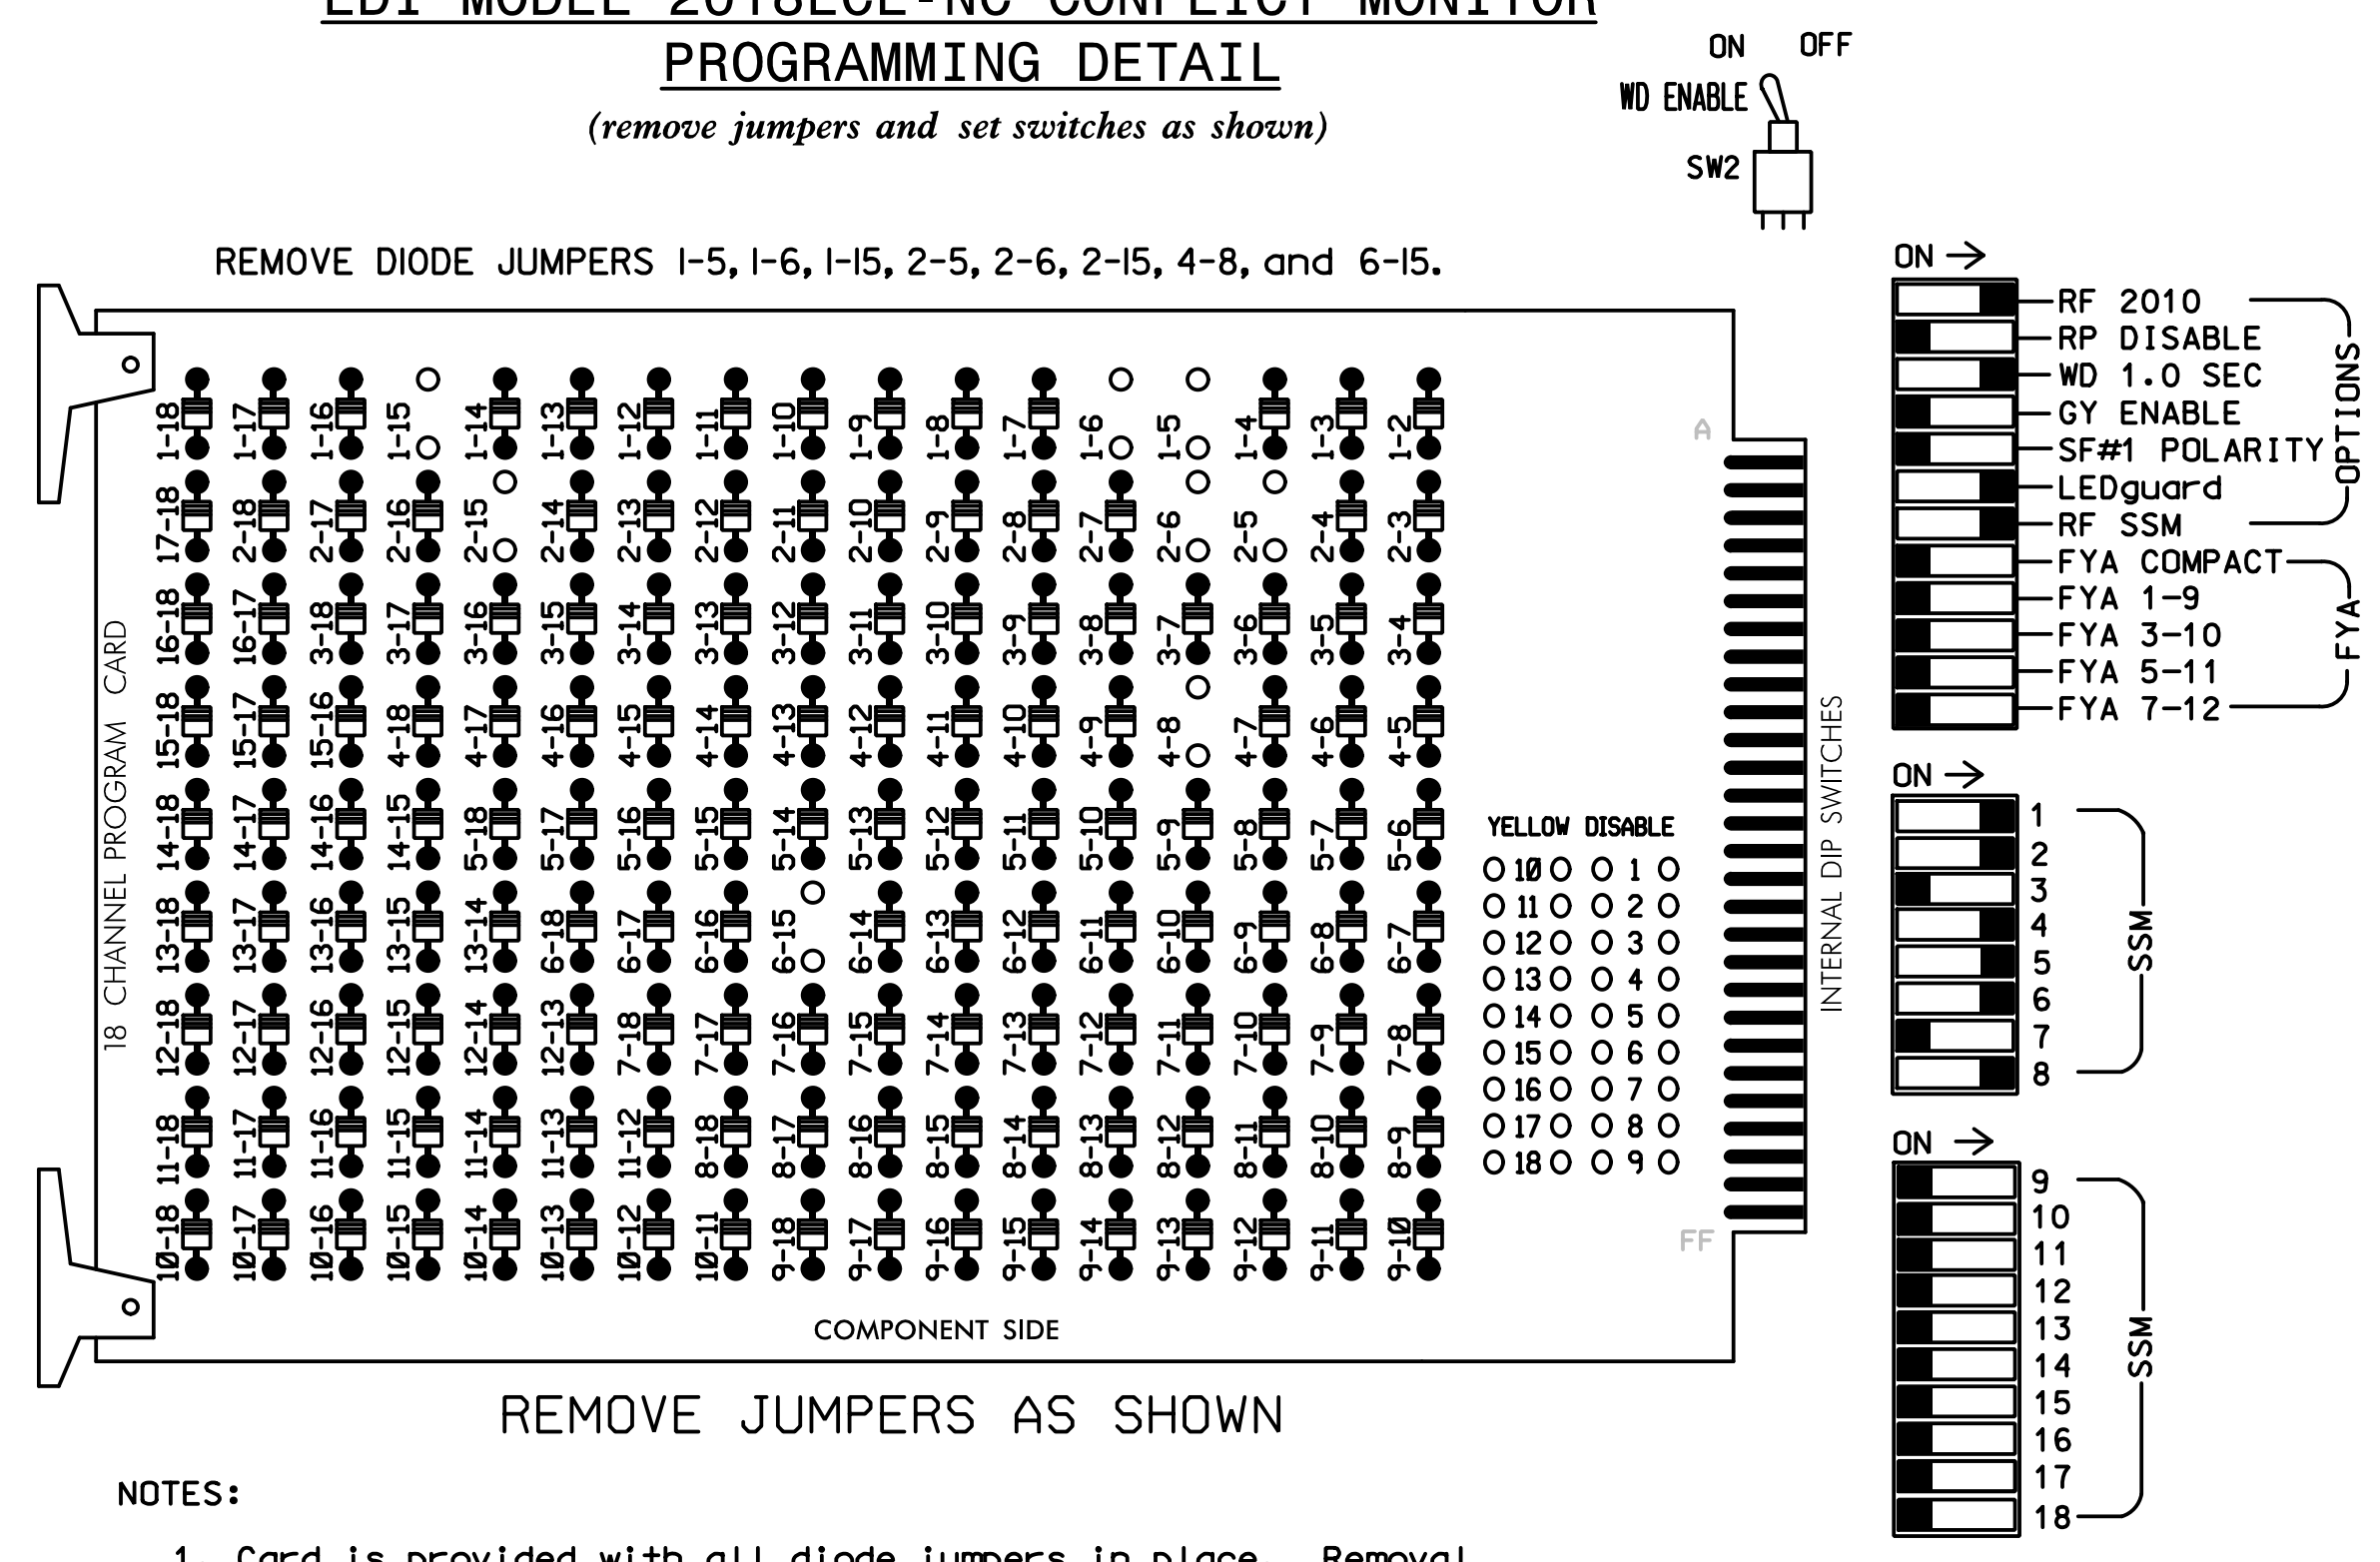 EDI MODEL 2018ECL-NC CONFLICT MONITOR
PROGRAMMING DETAIL
(remove jumpers and set switches as shown)
ON OFF
WD ENABLE
SW2
REMOVE DIODE JUMPERS 1-5, 1-6, 1-15, 2-5, 2-6, 2-15, 4-8, and 6-15.
18 CHANNEL PROGRAM CARD
1-18 1-17 1-16 1-15 1-14 1-13 1-12 1-11 1-10 1-9 1-8 1-7 1-6 1-5 1-4 1-3 1-2
17-18 2-18 2-17 2-16 2-15 2-14 2-13 2-12 2-11 2-10 2-9 2-8 2-7 2-6 2-5 2-4 2-3
16-18 16-17 3-18 3-17 3-16 3-15 3-14 3-13 3-12 3-11 3-10 3-9 3-8 3-7 3-6 3-5 3-4
15-18 15-17 15-16 4-18 4-17 4-16 4-15 4-14 4-13 4-12 4-11 4-10 4-9 4-8 4-7 4-6 4-5
14-18 14-17 14-16 14-15 5-18 5-17 5-16 5-15 5-14 5-13 5-12 5-11 5-10 5-9 5-8 5-7 5-6
13-18 13-17 13-16 13-15 13-14 6-18 6-17 6-16 6-15 6-14 6-13 6-12 6-11 6-10 6-9 6-8 6-7
12-18 12-17 12-16 12-15 12-14 12-13 7-18 7-17 7-16 7-15 7-14 7-13 7-12 7-11 7-10 7-9 7-8
11-18 11-17 11-16 11-15 11-14 11-13 11-12 8-18 8-17 8-16 8-15 8-14 8-13 8-12 8-11 8-10 8-9
10-18 10-17 10-16 10-15 10-14 10-13 10-12 10-11 9-18 9-17 9-16 9-15 9-14 9-13 9-12 9-11 9-10
YELLOW DISABLE
10 1
11 2
12 3
13 4
14 5
15 6
16 7
17 8
18 9
A
FF
COMPONENT SIDE
INTERNAL DIP SWITCHES
ON
RF 2010
RP DISABLE
WD 1.0 SEC
GY ENABLE
SF#1 POLARITY
LEDguard
RF SSM
OPTIONS
FYA COMPACT
FYA 1-9
FYA 3-10
FYA 5-11
FYA 7-12
FYA
ON
1
2
3
4
5
6
7
8
SSM
ON
9
10
11
12
13
14
15
16
17
18
SSM
REMOVE JUMPERS AS SHOWN
NOTES:
1. Card is provided with all diode jumpers in place. Removal